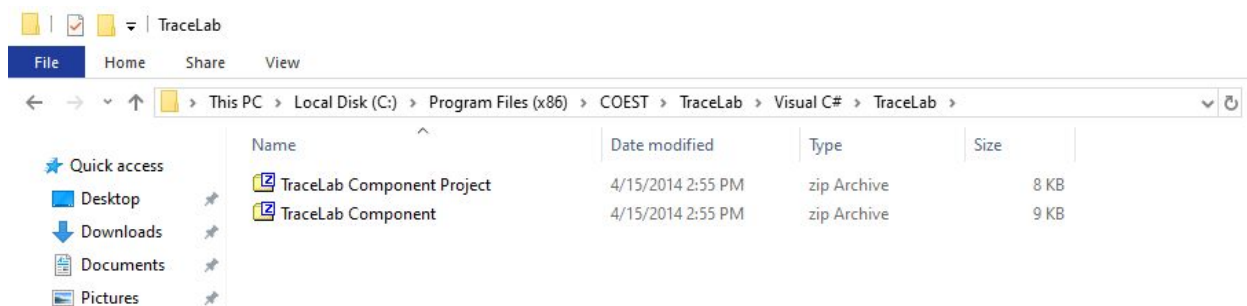 TraceLab
File Home Share View
This PC > Local Disk (C:) > Program Files (x86) > COEST > TraceLab > Visual C# > TraceLab >
Name Date modified Type Size
Quick access
TraceLab Component Project 4/15/2014 2:55 PM zip Archive 8 KB
Desktop
TraceLab Component 4/15/2014 2:55 PM zip Archive 9 KB
Downloads
Documents
Pictures